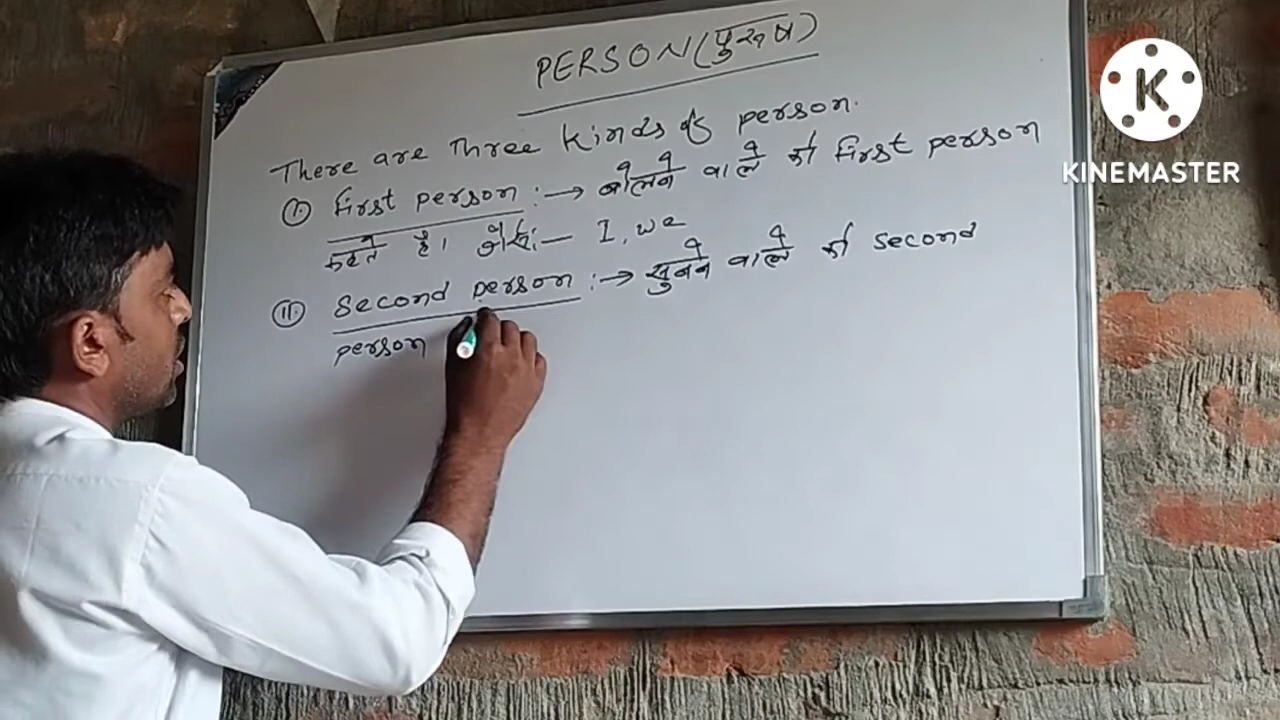 PERSON(पुरुष)
There are Three kinds of person.
I. First person :→ बोलने वाले को First person
कहते है। जैसे:— I, we
II. Second person :→ सुनने वाले को second
person
K
KINEMASTER